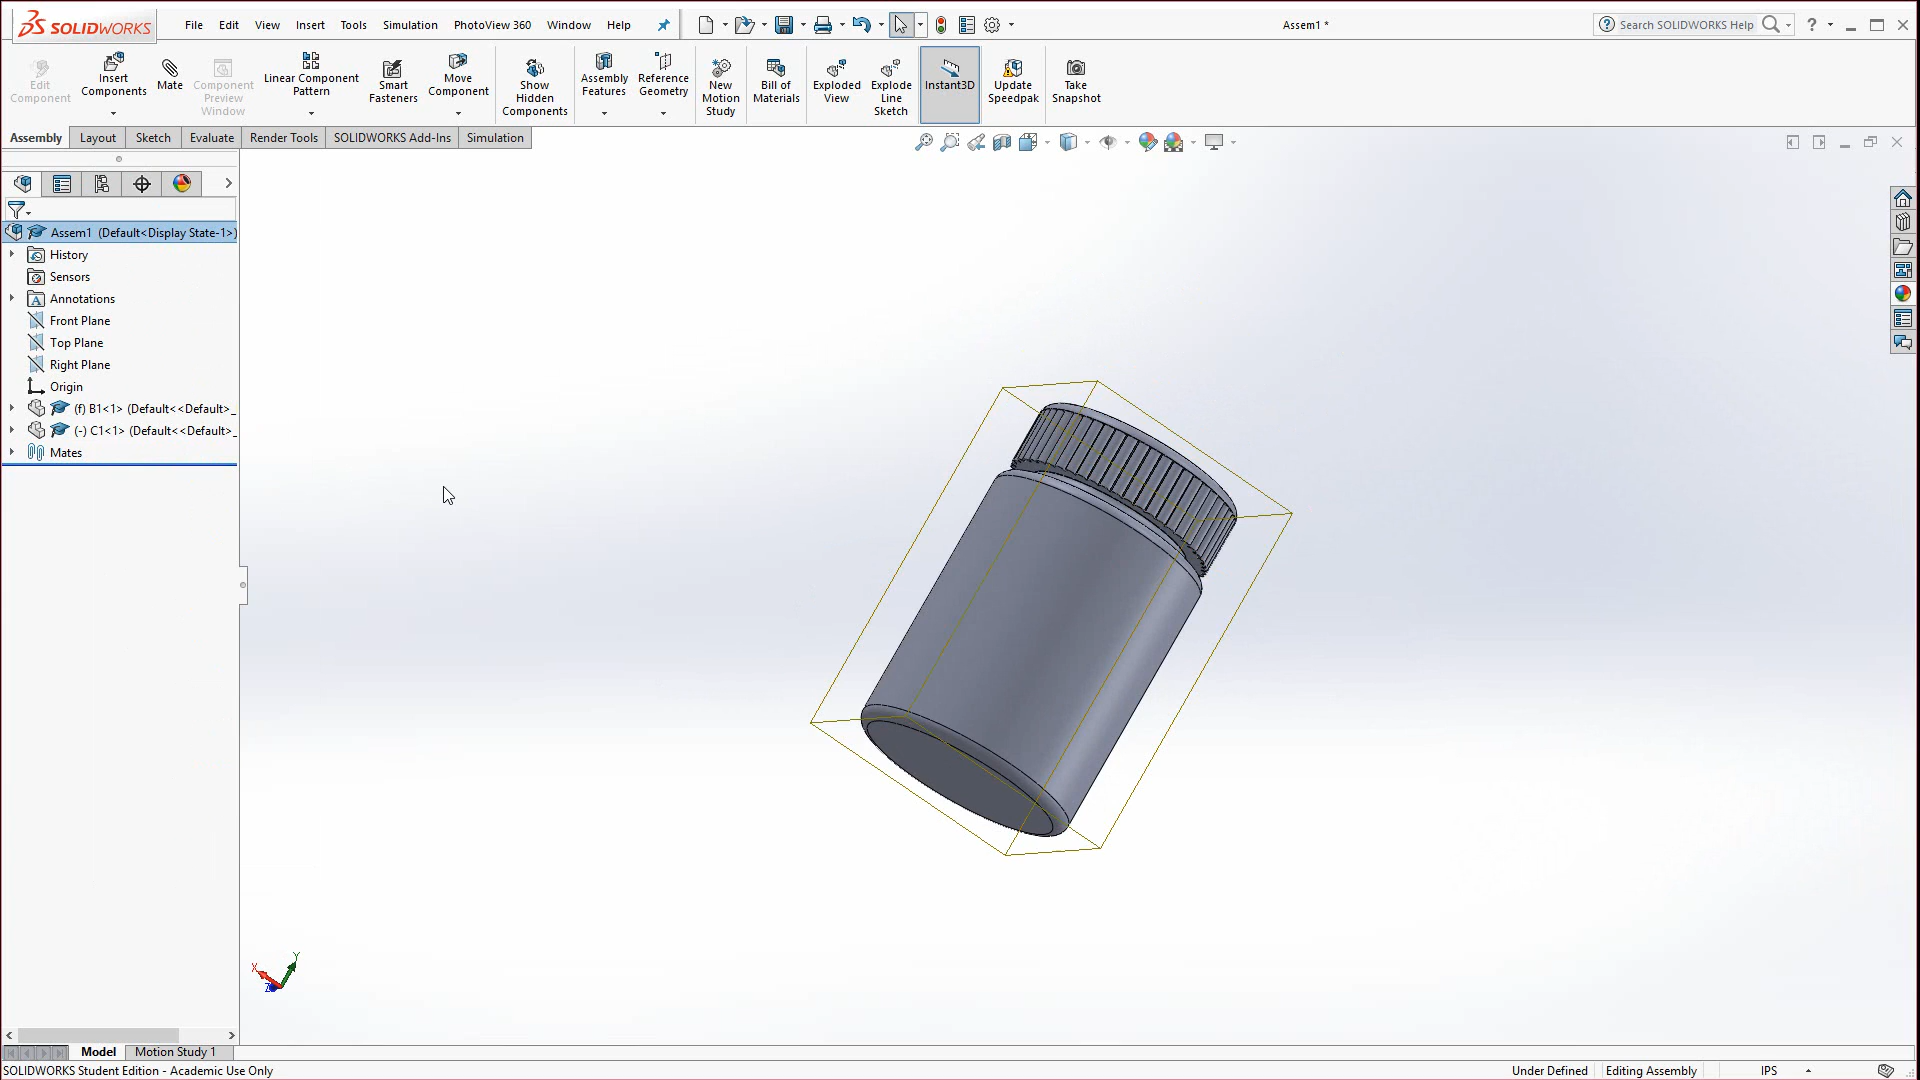 SOLIDWORKS
File Edit View Insert Tools Simulation PhotoView 360 Window Help
Assem1 *
Search SOLIDWORKS Help
?
Edit Component
Insert Components
Mate
Component Preview Window
Linear Component Pattern
Smart Fasteners
Move Component
Show Hidden Components
Assembly Features
Reference Geometry
New Motion Study
Bill of Materials
Exploded View
Explode Line Sketch
Instant3D
Update Speedpak
Take Snapshot
Assembly Layout Sketch Evaluate Render Tools SOLIDWORKS Add-Ins Simulation
Assem1 (Default<Display State-1>)
History
Sensors
A Annotations
Front Plane
Top Plane
Right Plane
Origin
(f) B1<1> (Default<<Default>_
(-) C1<1> (Default<<Default>_
Mates
X Y Z
Model Motion Study 1
SOLIDWORKS Student Edition - Academic Use Only
Under Defined Editing Assembly IPS